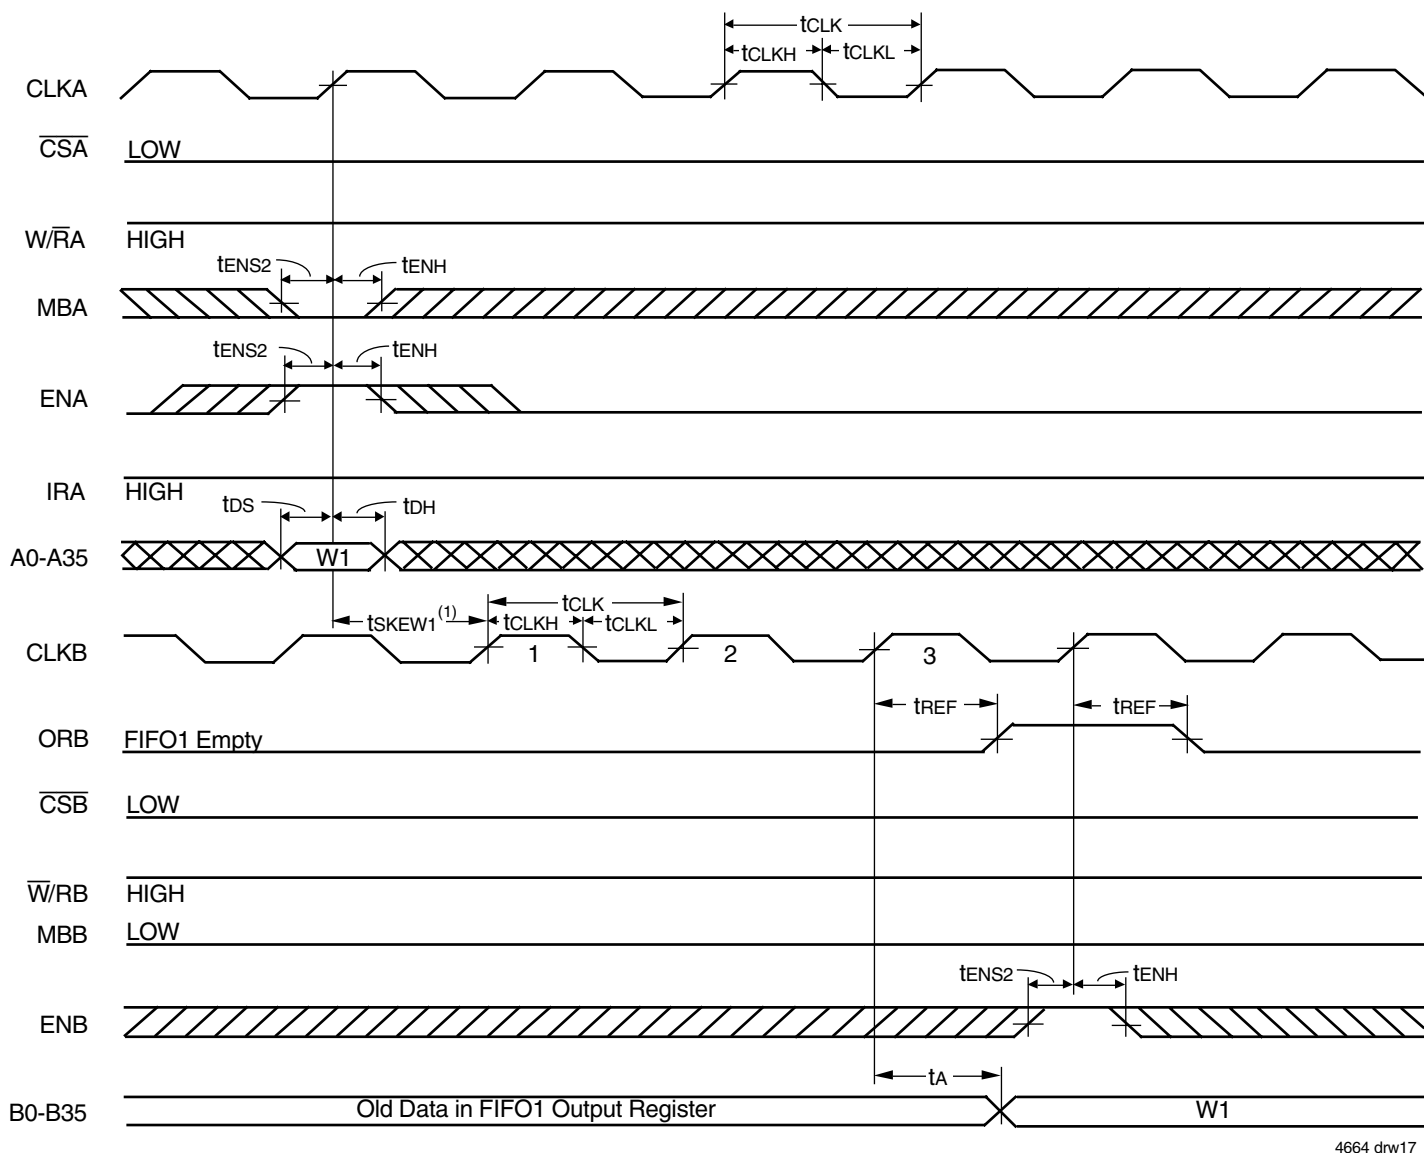 tCLK
tCLKH tCLKL
CLKA
CSA LOW
W/RA HIGH
tENS2 tENH
MBA
tENS2 tENH
ENA
IRA HIGH
tDS tDH
A0-A35 W1
tSKEW1(1) tCLK
tCLKH tCLKL
CLKB 1 2 3
tREF tREF
ORB FIFO1 Empty
CSB LOW
W/RB HIGH
MBB LOW
tENS2 tENH
ENB
tA
B0-B35 Old Data in FIFO1 Output Register W1
4664 drw17